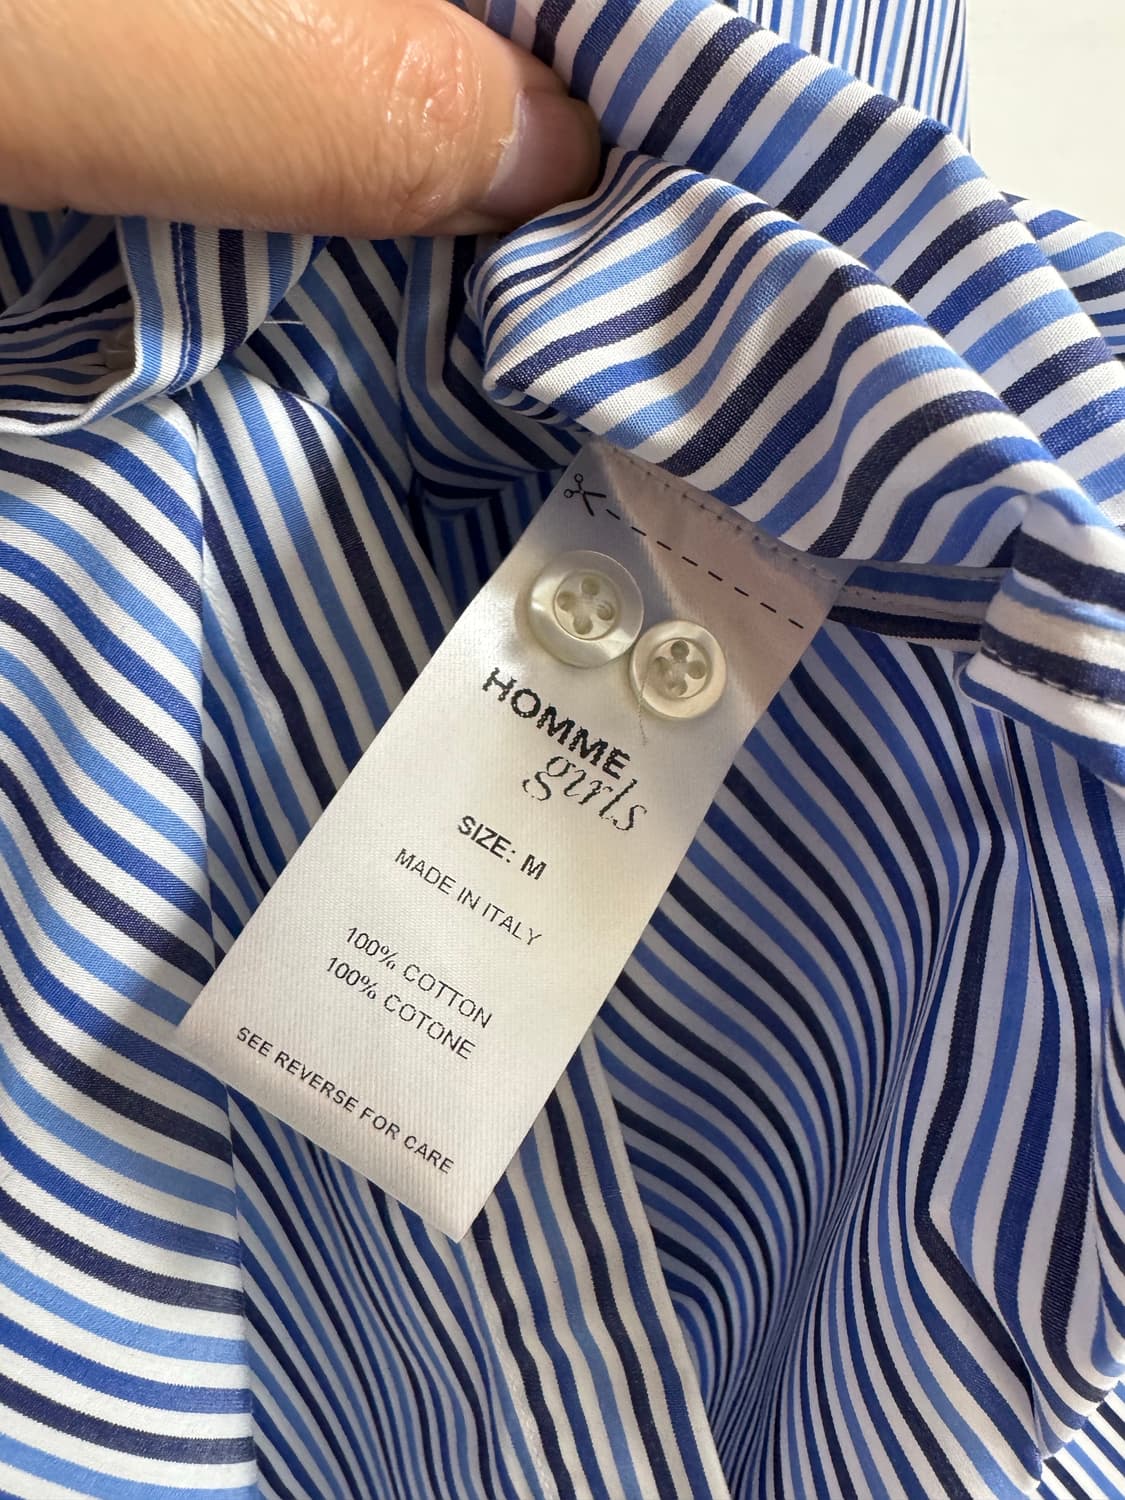 HOMME
girls
SIZE: M
MADE IN ITALY
100% COTTON
100% COTONE
SEE REVERSE FOR CARE